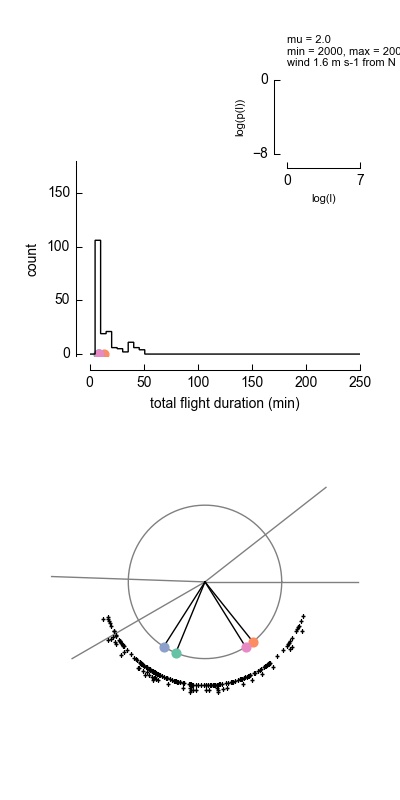 mu = 2.0
min = 2000, max = 200
wind 1.6 m s-1 from N
log(p(l))
0
−8
0 7
log(l)
count
150
100
50
0
0 50 100 150 200 250
total flight duration (min)